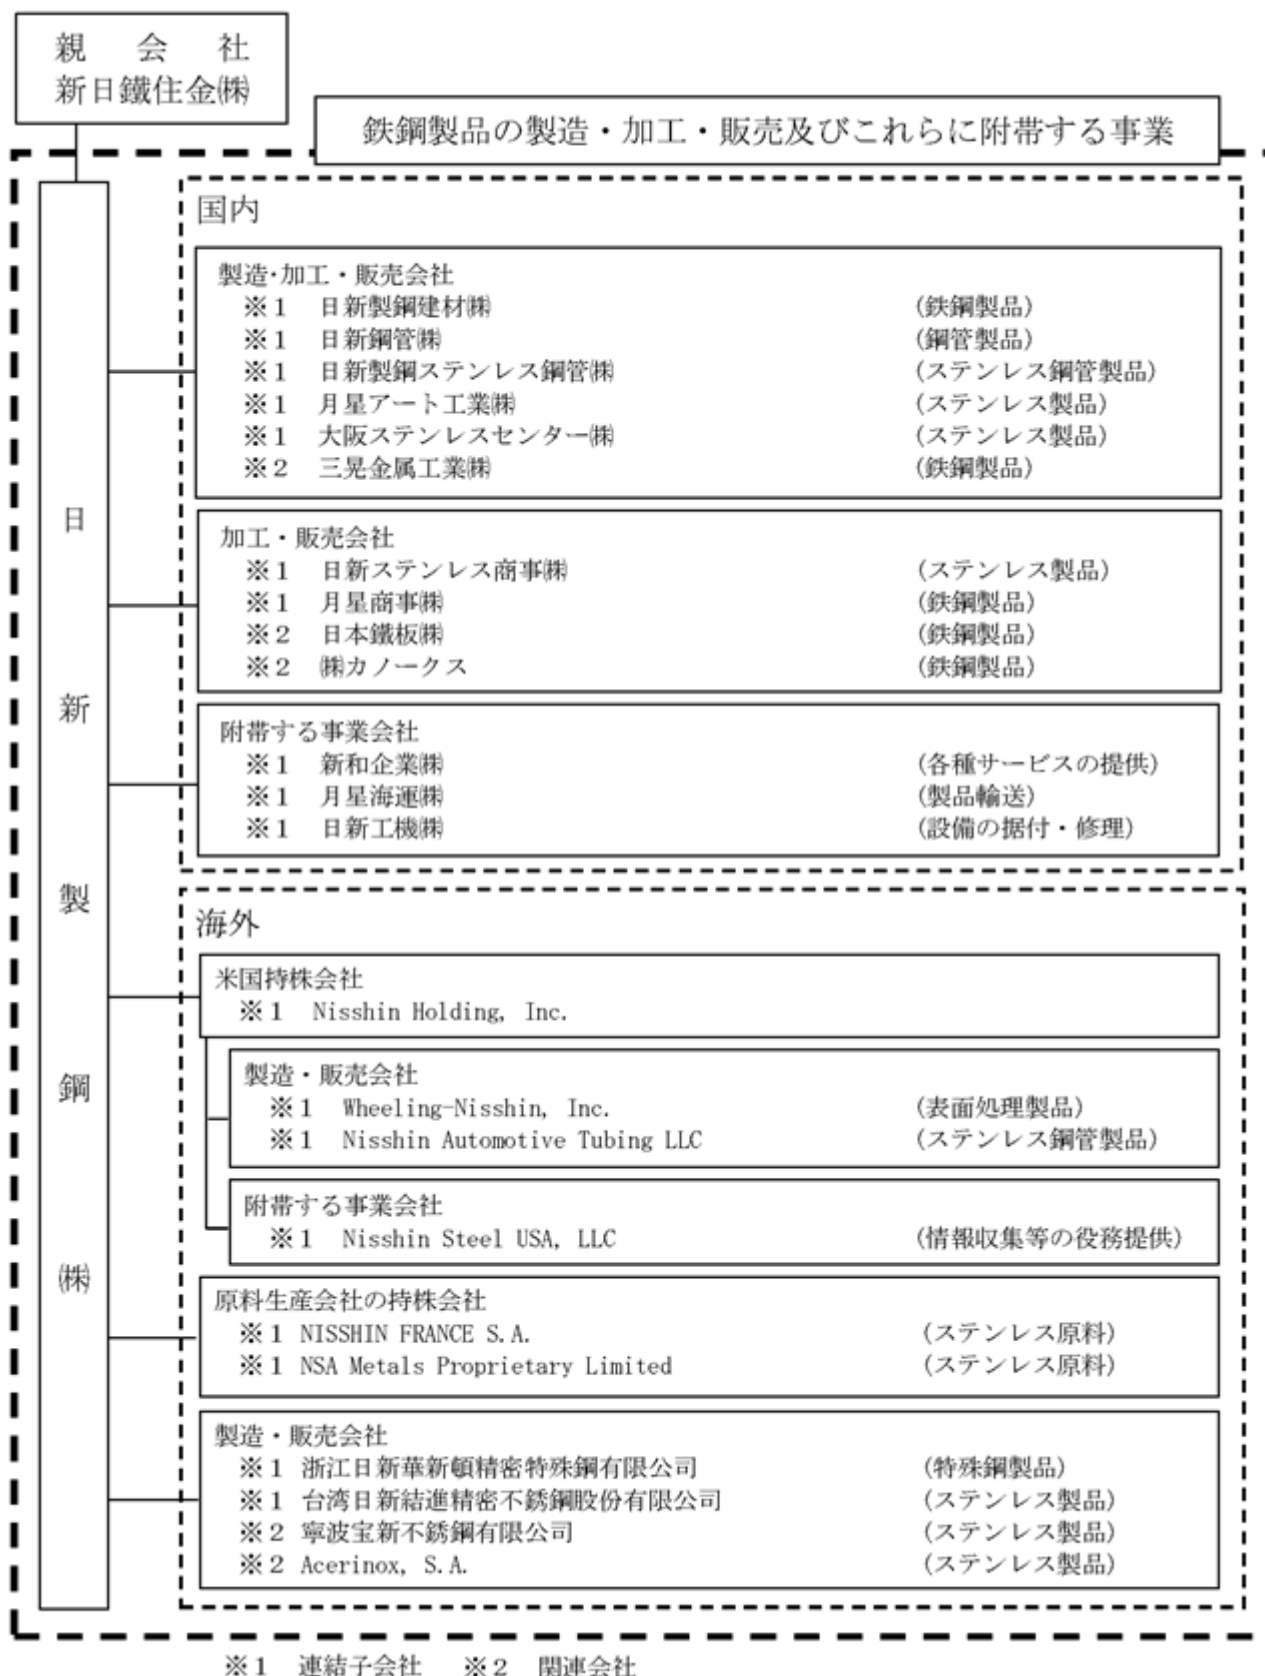 親会社
新日鐵住金㈱
鉄鋼製品の製造・加工・販売及びこれらに附帯する事業
日新製鋼㈱
国内
製造・加工・販売会社
※1 日新製鋼建材㈱ (鉄鋼製品)
※1 日新鋼管㈱ (鋼管製品)
※1 日新製鋼ステンレス鋼管㈱ (ステンレス鋼管製品)
※1 月星アート工業㈱ (ステンレス製品)
※1 大阪ステンレスセンター㈱ (ステンレス製品)
※2 三晃金属工業㈱ (鉄鋼製品)
加工・販売会社
※1 日新ステンレス商事㈱ (ステンレス製品)
※1 月星商事㈱ (鉄鋼製品)
※2 日本鐵板㈱ (鉄鋼製品)
※2 ㈱カノークス (鉄鋼製品)
附帯する事業会社
※1 新和企業㈱ (各種サービスの提供)
※1 月星海運㈱ (製品輸送)
※1 日新工機㈱ (設備の据付・修理)
海外
米国持株会社
※1 Nisshin Holding, Inc.
製造・販売会社
※1 Wheeling-Nisshin, Inc. (表面処理製品)
※1 Nisshin Automotive Tubing LLC (ステンレス鋼管製品)
附帯する事業会社
※1 Nisshin Steel USA, LLC (情報収集等の役務提供)
原料生産会社の持株会社
※1 NISSHIN FRANCE S.A. (ステンレス原料)
※1 NSA Metals Proprietary Limited (ステンレス原料)
製造・販売会社
※1 浙江日新華新頓精密特殊鋼有限公司 (特殊鋼製品)
※1 台湾日新結進精密不銹鋼股份有限公司 (ステンレス製品)
※2 寧波宝新不銹鋼有限公司 (ステンレス製品)
※2 Acerinox, S.A. (ステンレス製品)
※1 連結子会社 ※2 関連会社